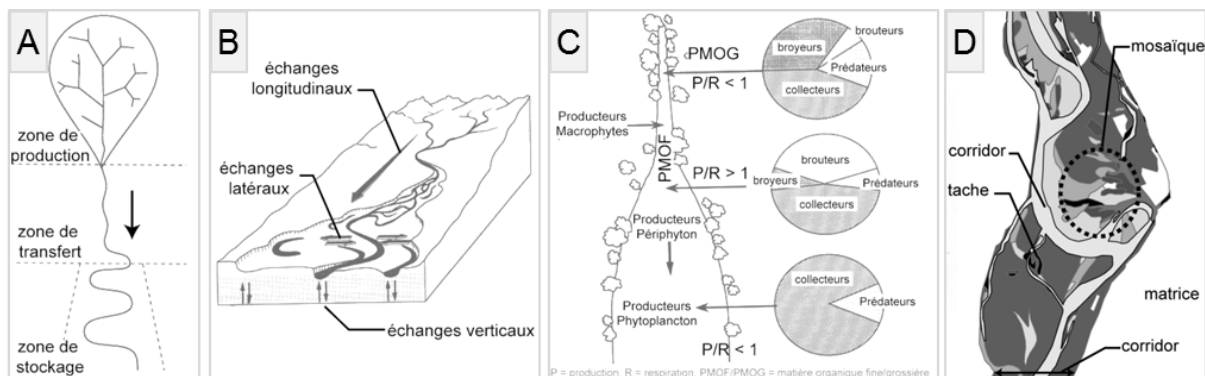 A
zone de
production
zone de
transfert
zone de
stockage
B
échanges
longitudinaux
échanges
latéraux
échanges verticaux
C
PMOG
P/R < 1
brouteurs
broyeurs
Prédateurs
collecteurs
Producteurs
Macrophytes
PMOF
P/R > 1
brouteurs
broyeurs
Prédateurs
collecteurs
Producteurs
Périphyton
collecteurs
Prédateurs
Producteurs
Phytoplancton
P/R < 1
P = production, R = respiration, PMOF/PMOG = matière organique fine/grossière
D
mosaïque
corridor
tache
matrice
corridor